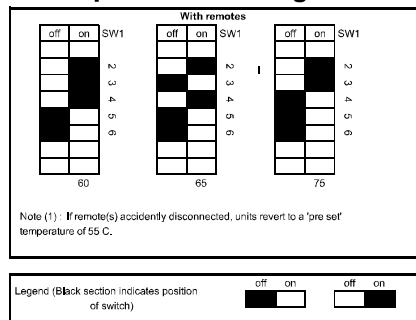 With remotes
off on SW1 off on SW1 off on SW1
2 2 2
3 3 3
4 4 4
5 5 5
6 6 6
60 65 75
Note (1) : If remote(s) accidently disconnected, units revert to a 'pre set'
temperature of 55 C.
Legend (Black section indicates position
of switch)
off on off on